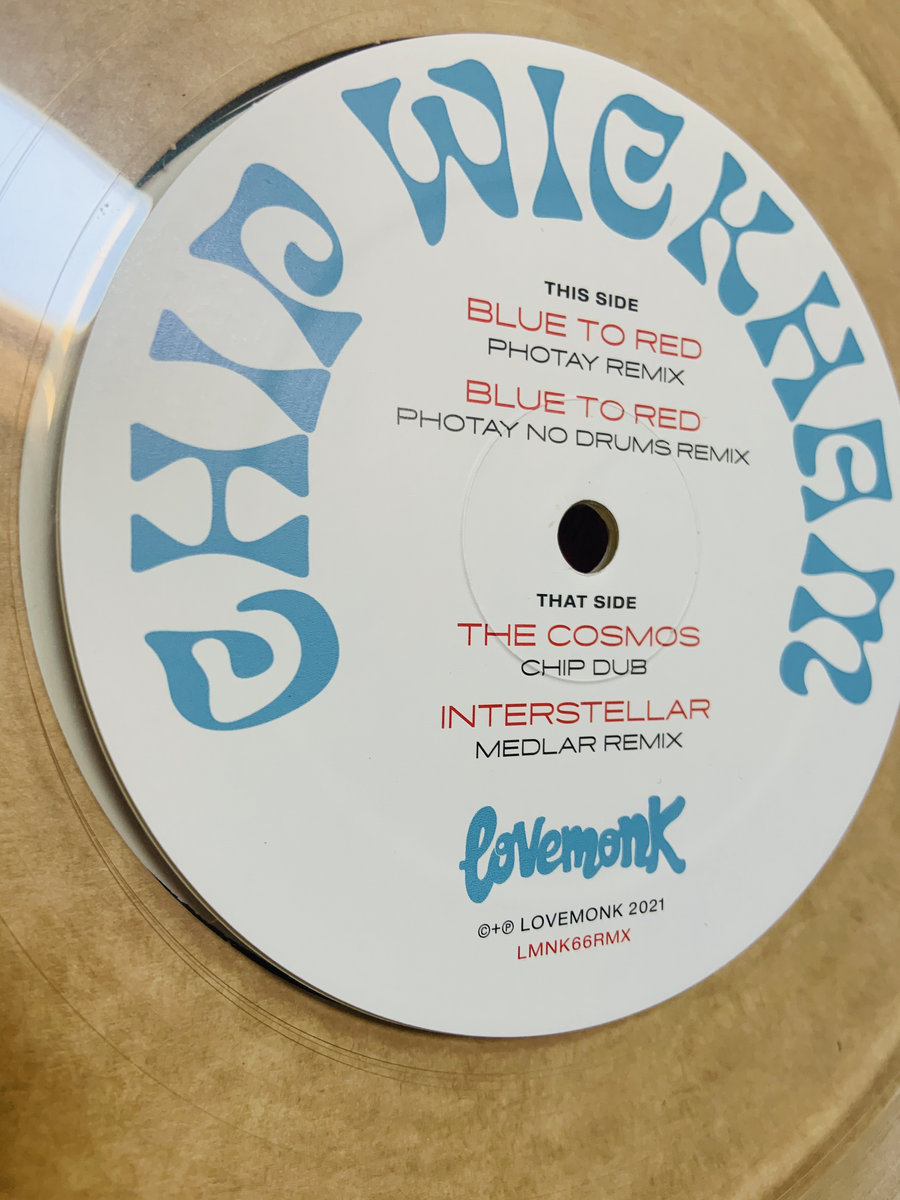 CHIP WICKHAM
THIS SIDE
BLUE TO RED
PHOTAY REMIX
BLUE TO RED
PHOTAY NO DRUMS REMIX
THAT SIDE
THE COSMOS
CHIP DUB
INTERSTELLAR
MEDLAR REMIX
lovemonk
©+℗ LOVEMONK 2021
LMNK66RMX